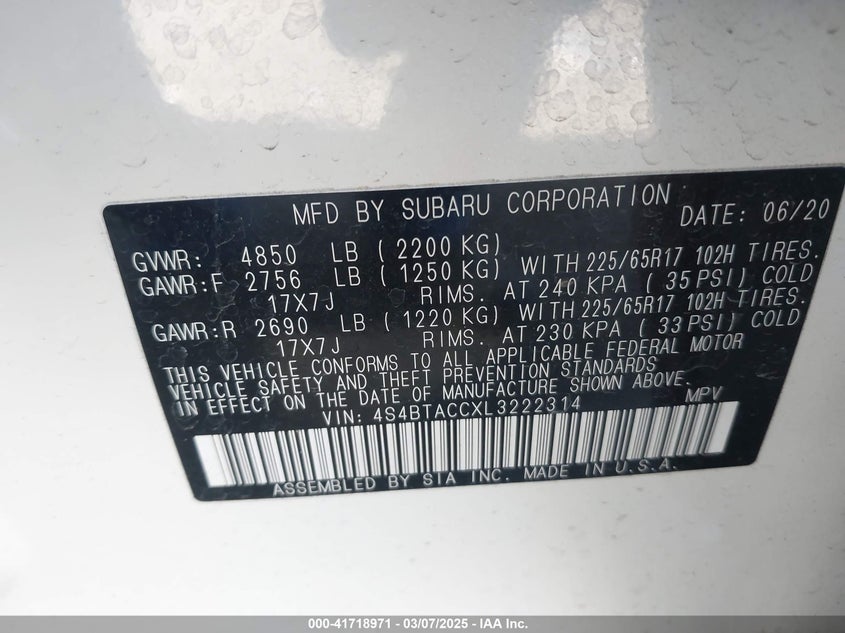 MFD BY SUBARU CORPORATION DATE: 06/20
GVWR: 4850 LB (2200 KG)
GAWR:F 2756 LB (1250 KG) WITH 225/65R17 102H TIRES.
17X7J RIMS. AT 240 KPA (35 PSI) COLD
GAWR:R 2690 LB (1220 KG) WITH 225/65R17 102H TIRES.
17X7J RIMS. AT 230 KPA (33 PSI) COLD
THIS VEHICLE CONFORMS TO ALL APPLICABLE FEDERAL MOTOR
VEHICLE SAFETY AND THEFT PREVENTION STANDARDS
IN EFFECT ON THE DATE OF MANUFACTURE SHOWN ABOVE.
VIN: 4S4BTACCXL3222314 MPV
ASSEMBLED BY SIA INC. MADE IN U.S.A.
000-41718971 - 03/07/2025 - IAA Inc.